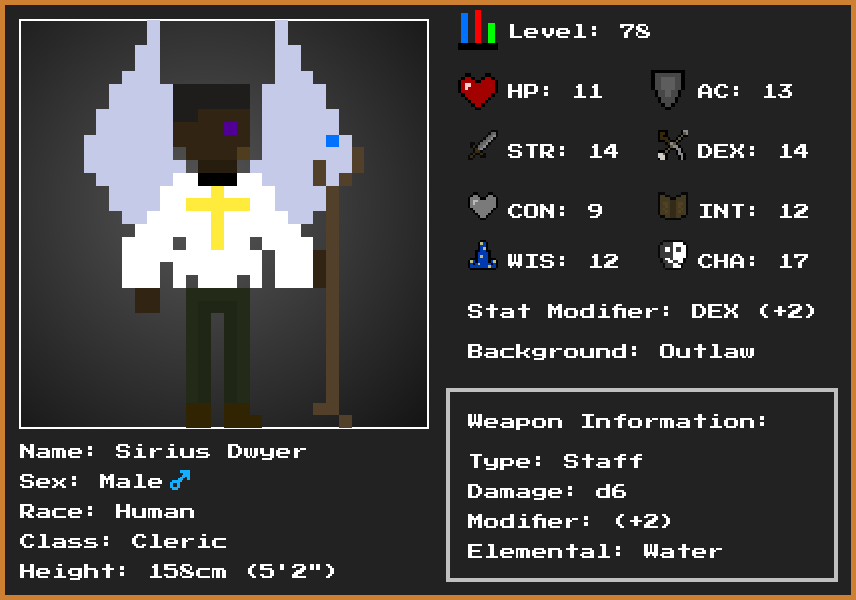 Level: 78
HP: 11
AC: 13
STR: 14
DEX: 14
CON: 9
INT: 12
WIS: 12
CHA: 17
Stat Modifier: DEX (+2)
Background: Outlaw
Weapon Information:
Type: Staff
Damage: d6
Modifier: (+2)
Elemental: Water
Name: Sirius Dwyer
Sex: Male♂
Race: Human
Class: Cleric
Height: 158cm (5'2")